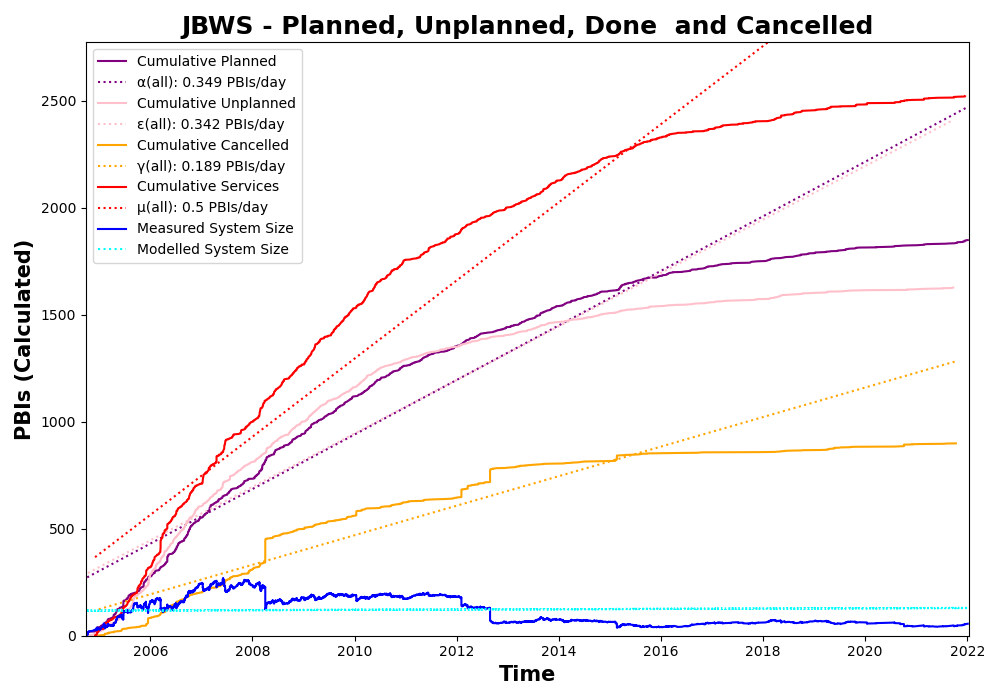 JBWS - Planned, Unplanned, Done  and Cancelled
PBIs (Calculated)
2500
2000
1500
1000
500
0
Cumulative Planned
α(all): 0.349 PBIs/day
Cumulative Unplanned
ε(all): 0.342 PBIs/day
Cumulative Cancelled
γ(all): 0.189 PBIs/day
Cumulative Services
μ(all): 0.5 PBIs/day
Measured System Size
Modelled System Size
2006 2008 2010 2012 2014 2016 2018 2020 2022
Time